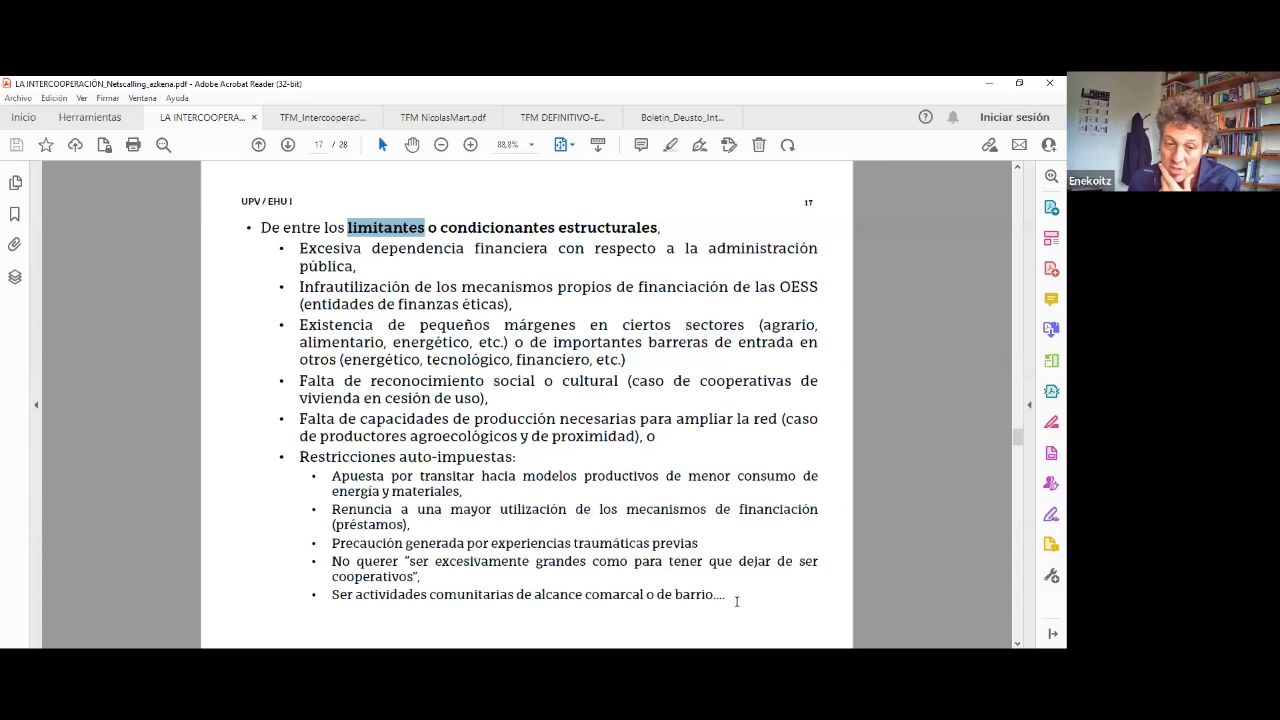 LA INTERCOOPERACIÓN_Netscalling_azkena.pdf - Adobe Acrobat Reader (32-bit)
Archivo Edición Ver Firmar Ventana Ayuda
Inicio Herramientas LA INTERCOOPERA... × TFM_Intercooperaci... TFM NicolasMart.pdf TFM DEFINITIVO-E... Boletin_Deusto_Int... Iniciar sesión
17 / 28 88,8%
Enekoitz
UPV / EHU I 17
• De entre los limitantes o condicionantes estructurales,
• Excesiva dependencia financiera con respecto a la administración
pública,
• Infrautilización de los mecanismos propios de financiación de las OESS
(entidades de finanzas éticas),
• Existencia de pequeños márgenes en ciertos sectores (agrario,
alimentario, energético, etc.) o de importantes barreras de entrada en
otros (energético, tecnológico, financiero, etc.)
• Falta de reconocimiento social o cultural (caso de cooperativas de
vivienda en cesión de uso),
• Falta de capacidades de producción necesarias para ampliar la red (caso
de productores agroecológicos y de proximidad), o
• Restricciones auto-impuestas:
• Apuesta por transitar hacia modelos productivos de menor consumo de
energía y materiales,
• Renuncia a una mayor utilización de los mecanismos de financiación
(préstamos),
• Precaución generada por experiencias traumáticas previas
• No querer "ser excesivamente grandes como para tener que dejar de ser
cooperativos",
• Ser actividades comunitarias de alcance comarcal o de barrio....